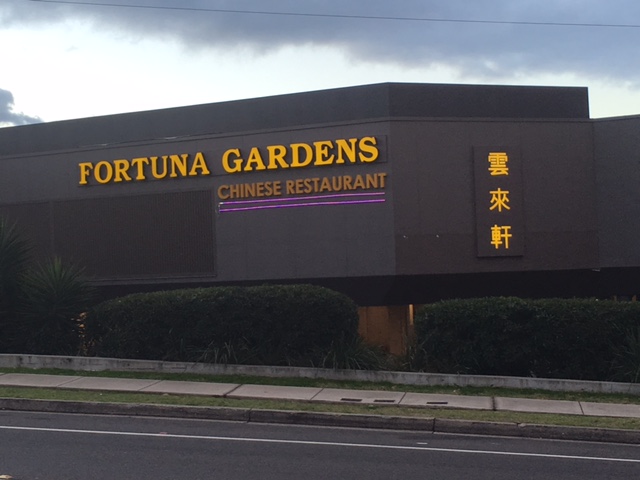 FORTUNA GARDENS
CHINESE RESTAURANT
雲來軒